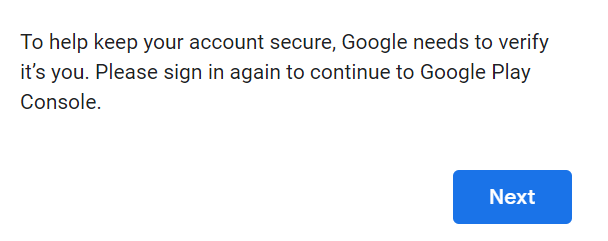 To help keep your account secure, Google needs to verify
it’s you. Please sign in again to continue to Google Play
Console.
Next